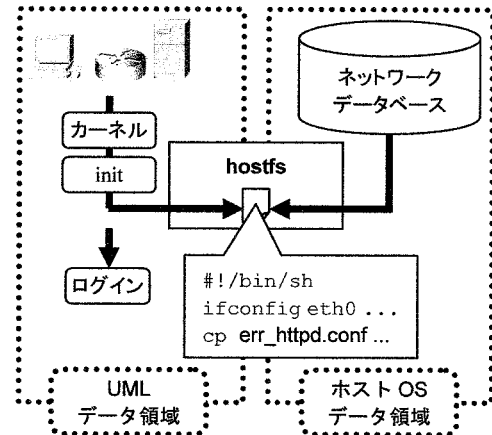 ネットワーク
データベース
カーネル
init
hostfs
ログイン
#!/bin/sh
ifconfig eth0 ...
cp err_httpd.conf ...
UML
データ領域
ホスト OS
データ領域